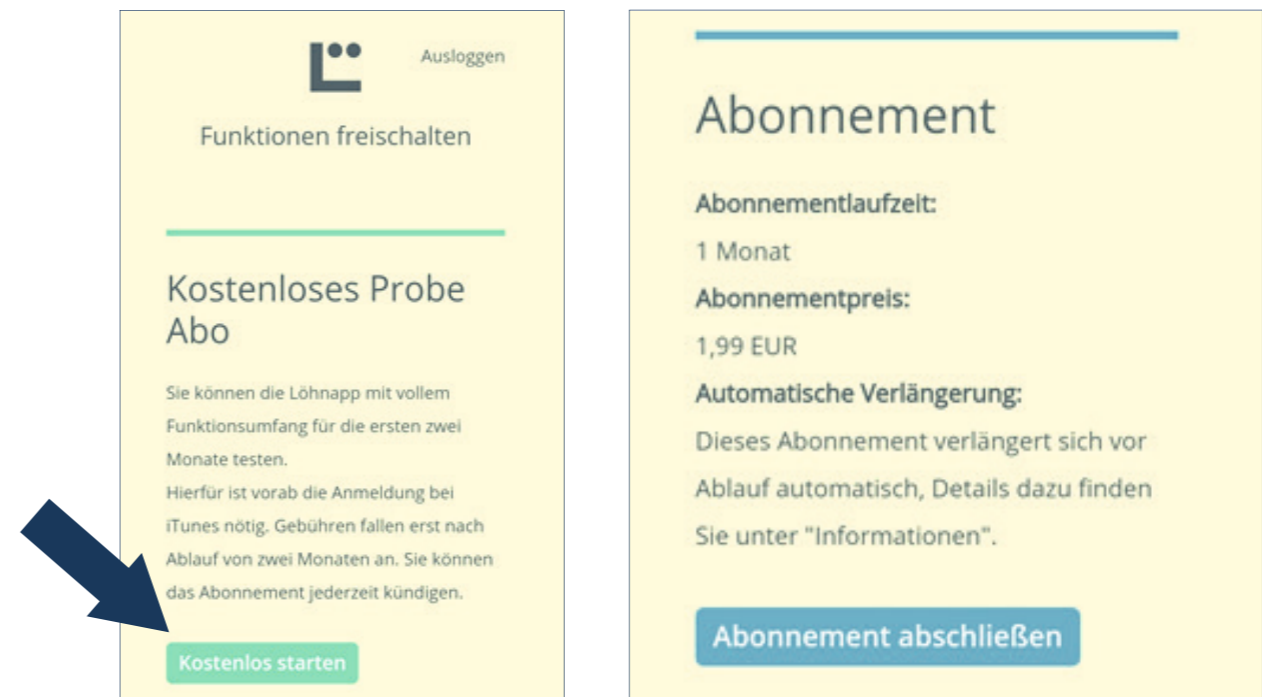 Ausloggen
Funktionen freischalten
Kostenloses Probe
Abo
Sie können die Löhnapp mit vollem
Funktionsumfang für die ersten zwei
Monate testen.
Hierfür ist vorab die Anmeldung bei
iTunes nötig. Gebühren fallen erst nach
Ablauf von zwei Monaten an. Sie können
das Abonnement jederzeit kündigen.
Kostenlos starten
Abonnement
Abonnementlaufzeit:
1 Monat
Abonnementpreis:
1,99 EUR
Automatische Verlängerung:
Dieses Abonnement verlängert sich vor
Ablauf automatisch, Details dazu finden
Sie unter "Informationen".
Abonnement abschließen